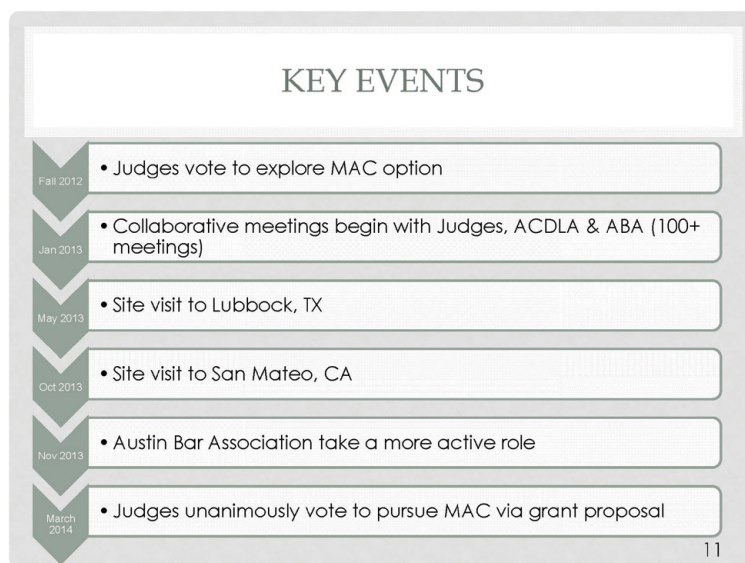 KEY EVENTS
Fall 2012
• Judges vote to explore MAC option
Jan 2013
• Collaborative meetings begin with Judges, ACDLA & ABA (100+
meetings)
May 2013
• Site visit to Lubbock, TX
Oct 2013
• Site visit to San Mateo, CA
Nov 2013
• Austin Bar Association take a more active role
March
2014
• Judges unanimously vote to pursue MAC via grant proposal
11